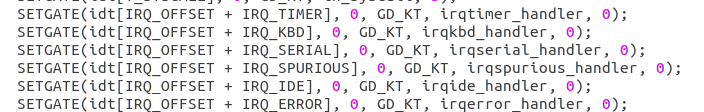 SETGATE(idt[IRQ_OFFSET + IRQ_TIMER], 0, GD_KT, irqtimer_handler, 0);
SETGATE(idt[IRQ_OFFSET + IRQ_KBD], 0, GD_KT, irqkbd_handler, 0);
SETGATE(idt[IRQ_OFFSET + IRQ_SERIAL], 0, GD_KT, irqserial_handler, 0);
SETGATE(idt[IRQ_OFFSET + IRQ_SPURIOUS], 0, GD_KT, irqspurious_handler, 0);
SETGATE(idt[IRQ_OFFSET + IRQ_IDE], 0, GD_KT, irqide_handler, 0);
SETGATE(idt[IRQ_OFFSET + IRQ_ERROR], 0, GD_KT, irqerror_handler, 0);